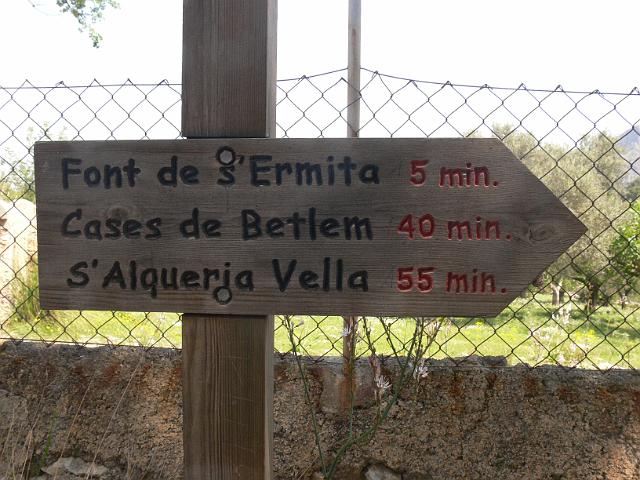 Font de s'Ermita 5 min.
Cases de Betlem 40 min.
S'Alqueria Vella 55 min.